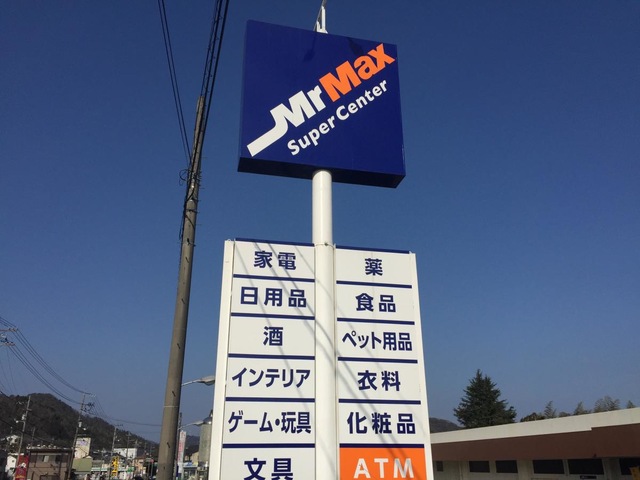 MrMax
SuperCenter
家電
薬
日用品
食品
酒
ペット用品
インテリア
衣料
ゲーム・玩具
化粧品
文具
ATM